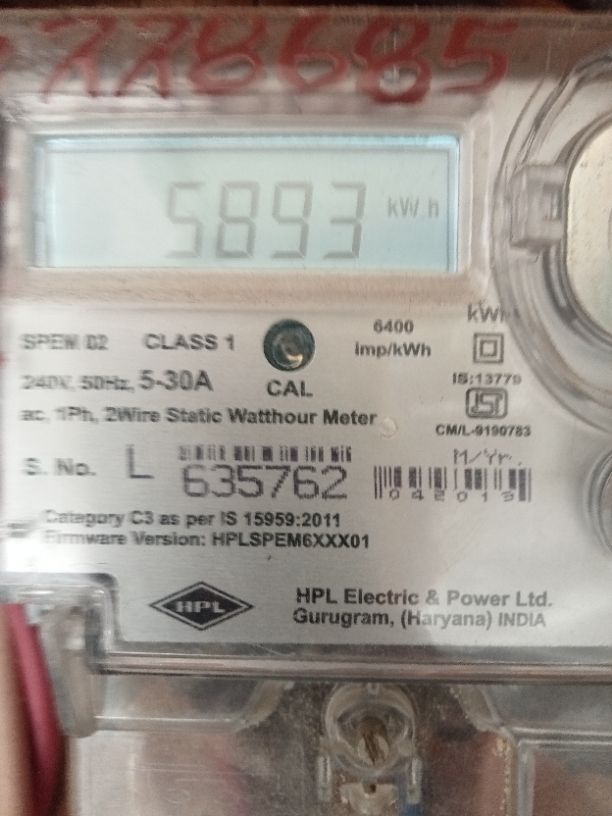 228685
5893 kWh
kWh
SPEM 02 CLASS 1
6400 imp/kWh
240V, 50Hz, 5-30A
CAL
IS:13779
ac, 1Ph, 2Wire Static Watthour Meter
ISI
CM/L-9190783
S. No. L 635762
M/Yr.
042019
Category C3 as per IS 15959:2011
Firmware Version: HPLSPEM6XXX01
HPL
HPL Electric & Power Ltd.
Gurugram, (Haryana) INDIA